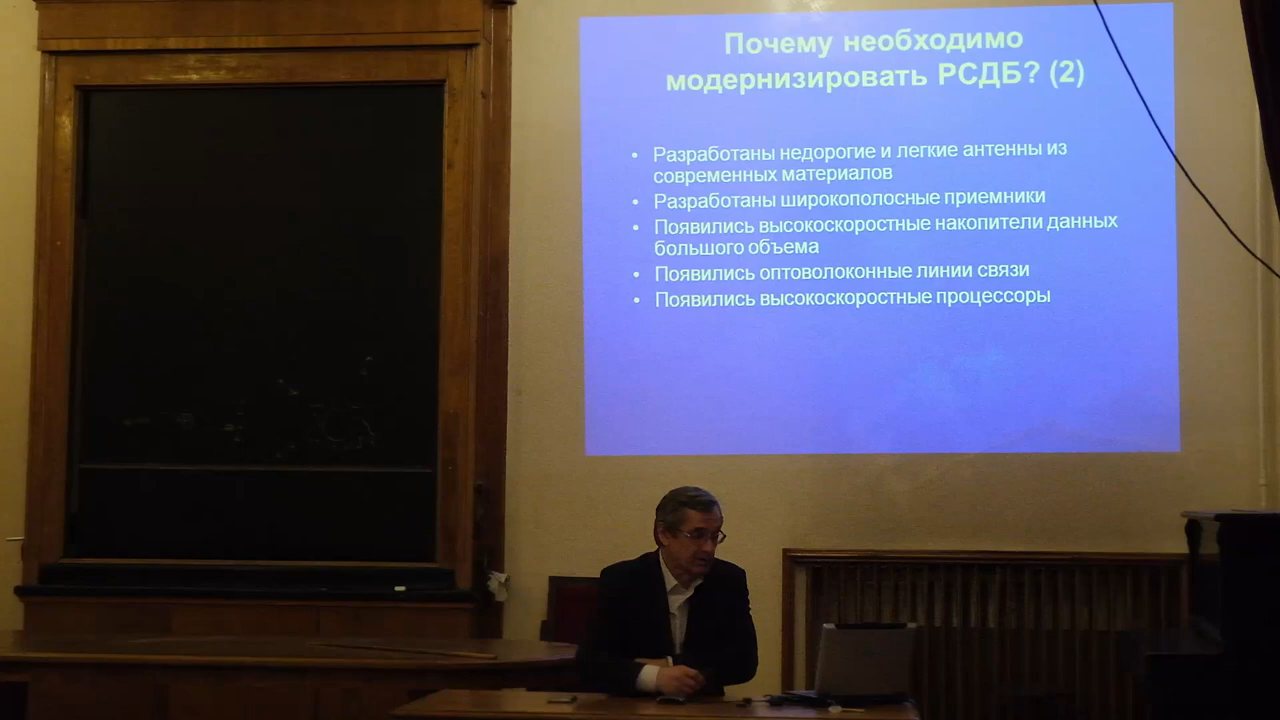 Почему необходимо
модернизировать РСДБ? (2)
• Разработаны недорогие и легкие антенны из
современных материалов
• Разработаны широкополосные приемники
• Появились высокоскоростные накопители данных
большого объема
• Появились оптоволоконные линии связи
• Появились высокоскоростные процессоры